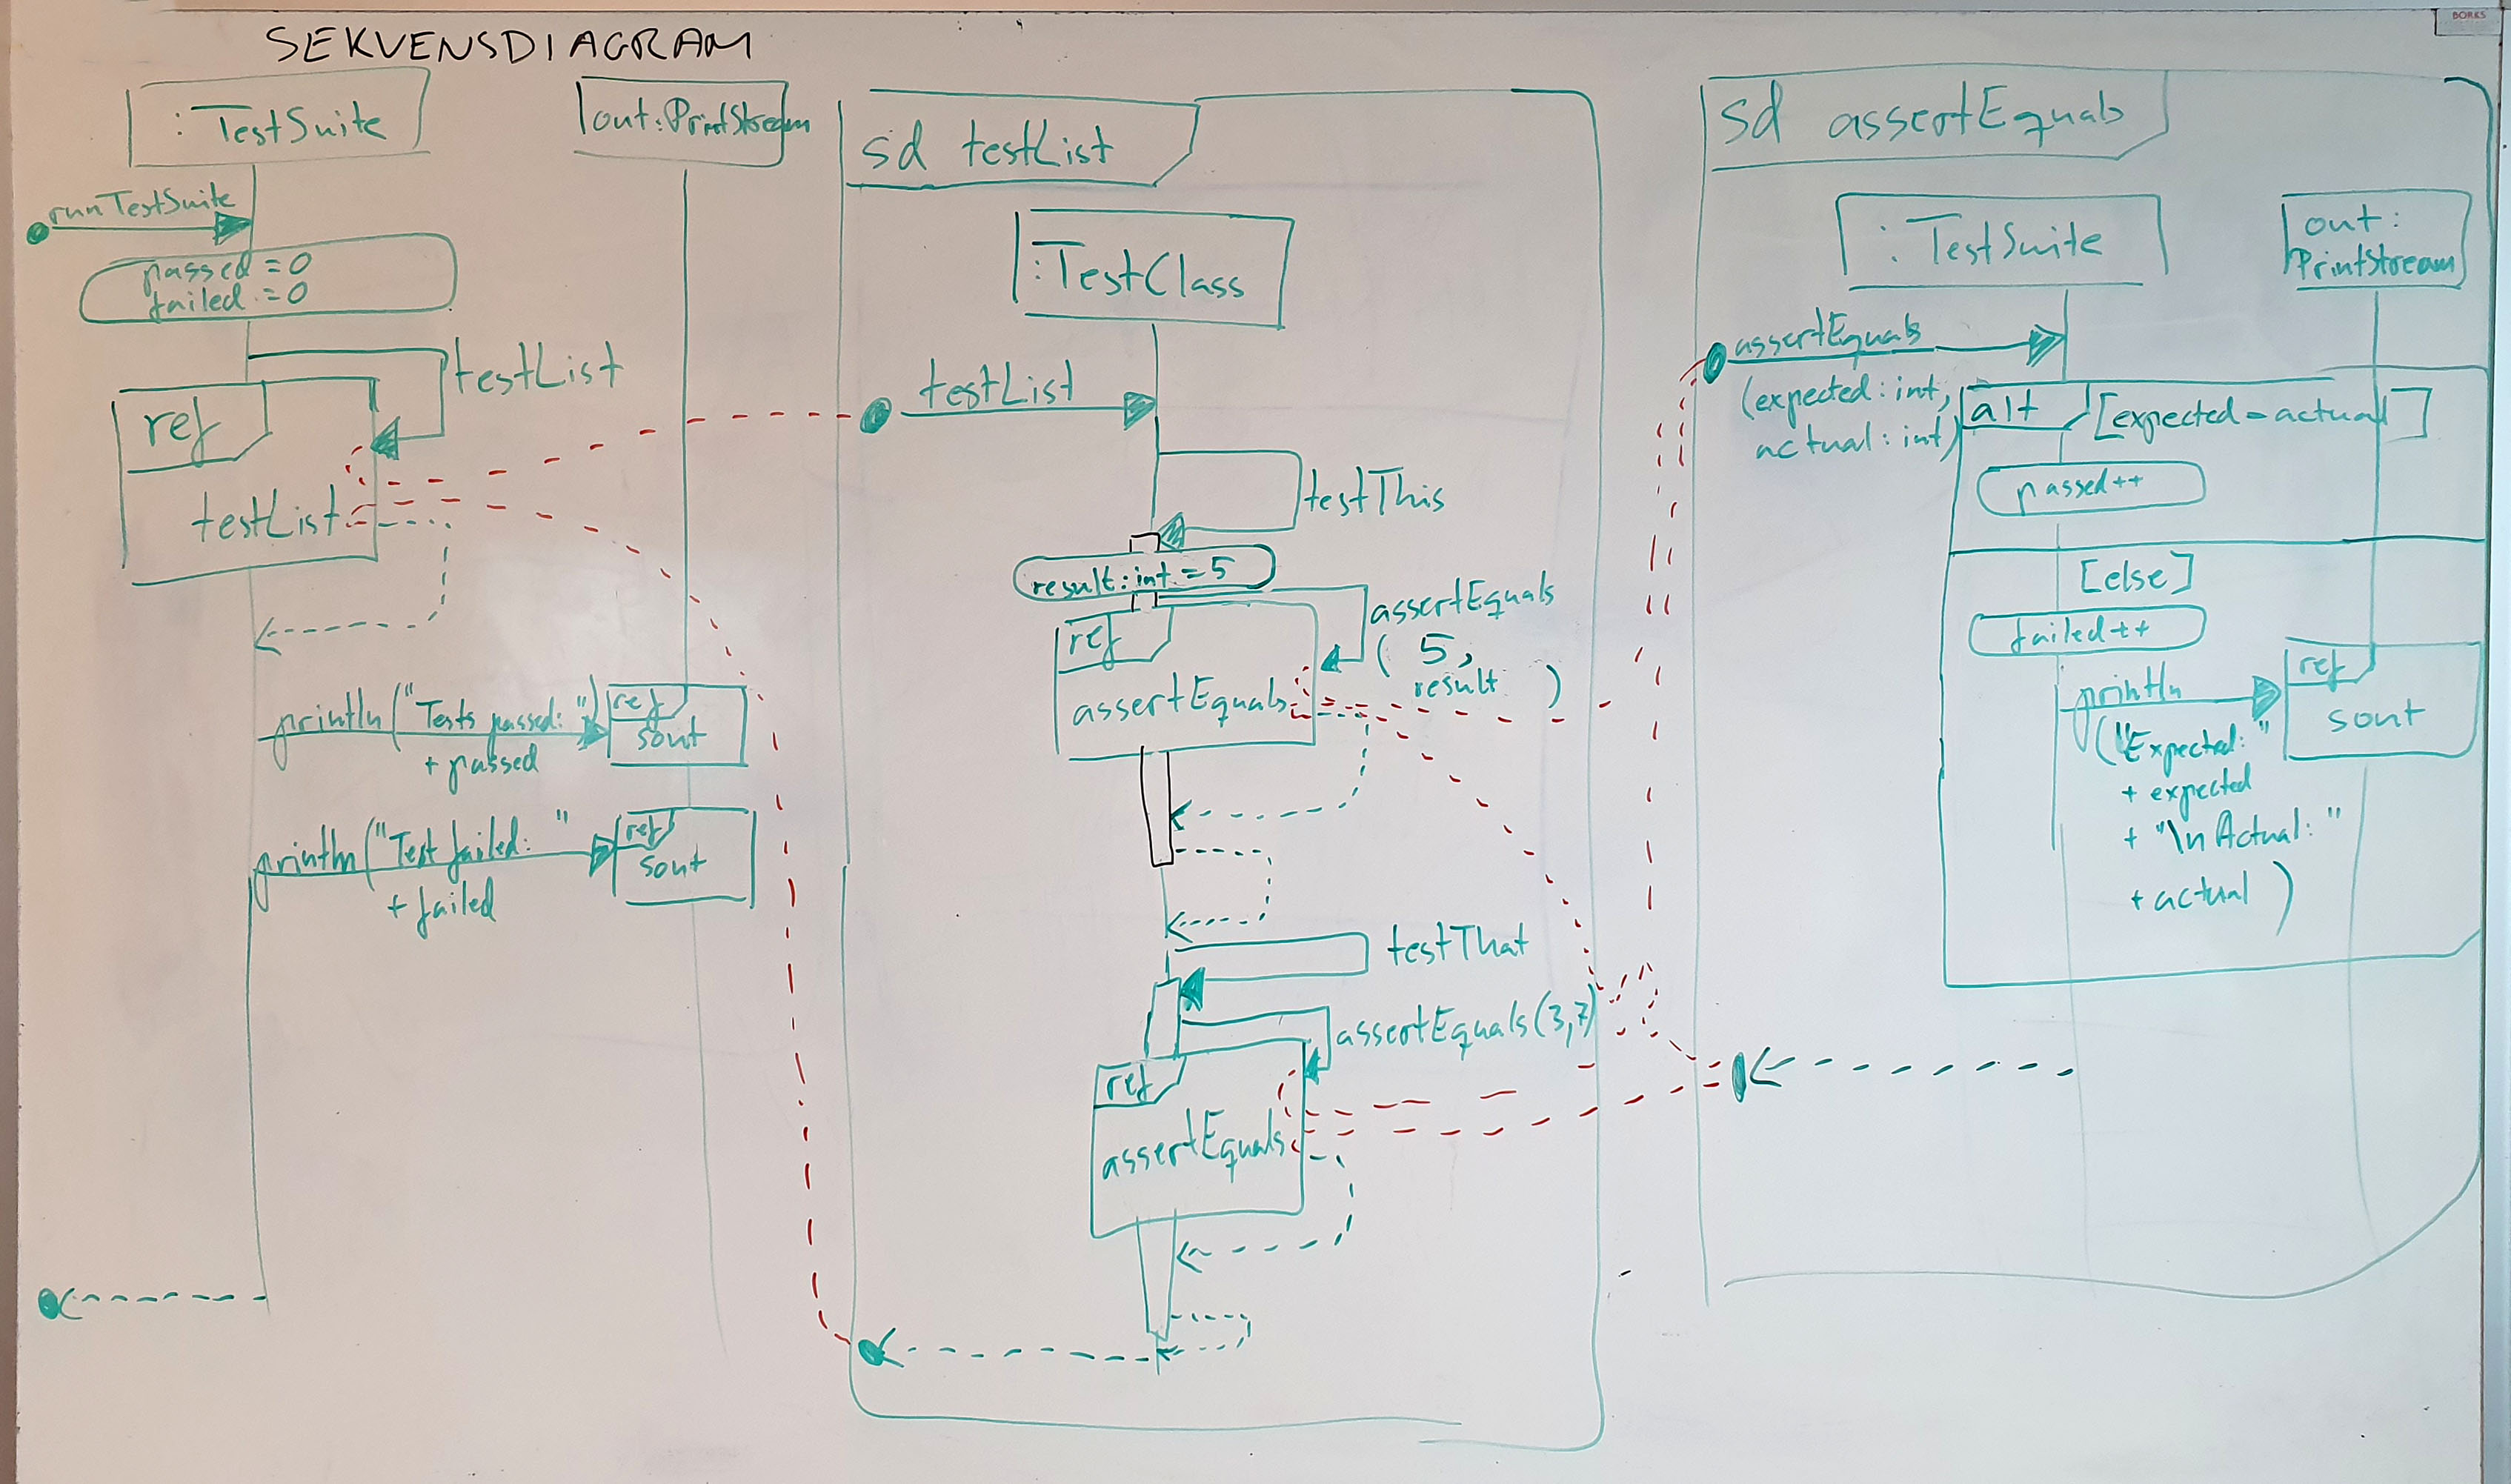 SEKVENSDIAGRAM
:TestSuite
out:PrintStream
runTestSuite
passed = 0
failed = 0
testList
ref
testList
println("Tests passed: ")
+ passed
ref
sout
println("Test failed: "
+ failed
ref
sout
sd testList
:TestClass
testList
testThis
result:int = 5
assertEquals
( 5,
result )
ref
assertEquals
testThat
assertEquals(3,7)
ref
assertEquals
sd assertEquals
:TestSuite
out:
PrintStream
assertEquals
(expected:int,
actual:int)
alt
[expected = actual ]
passed++
[else]
failed++
println
("Expected: "
+ expected
+ "\n Actual: "
+ actual )
ref
sout
BORKS